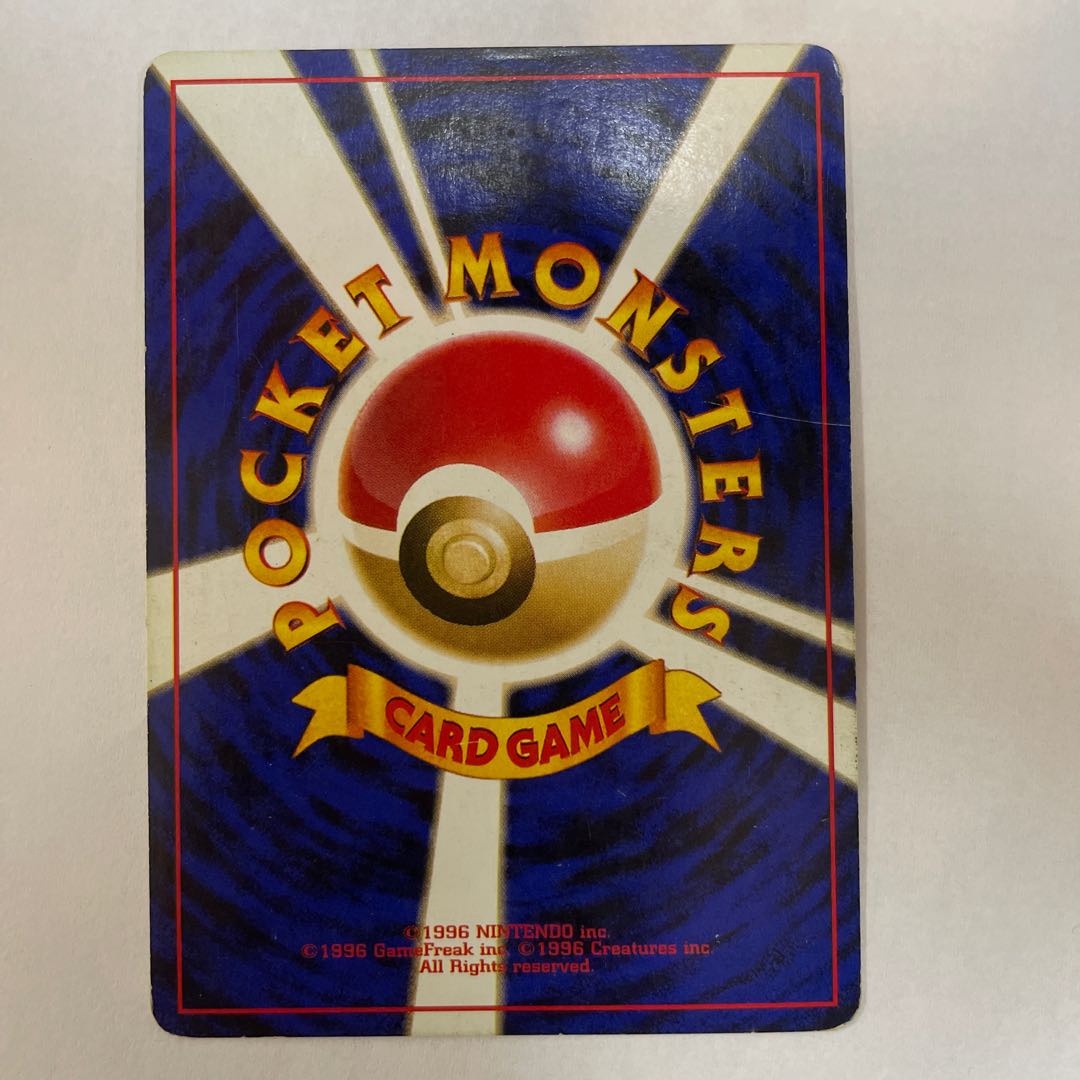 POCKET MONSTERS
CARD GAME
©1996 NINTENDO inc.
©1996 GameFreak inc. ©1996 Creatures inc.
All Rights reserved.